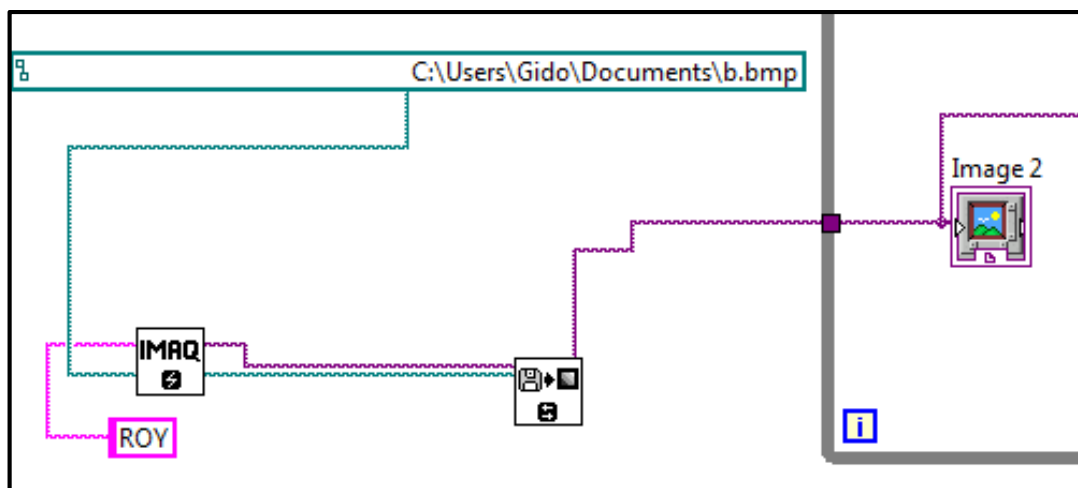 C:\Users\Gido\Documents\b.bmp
Image 2
IMAQ
ROY
i